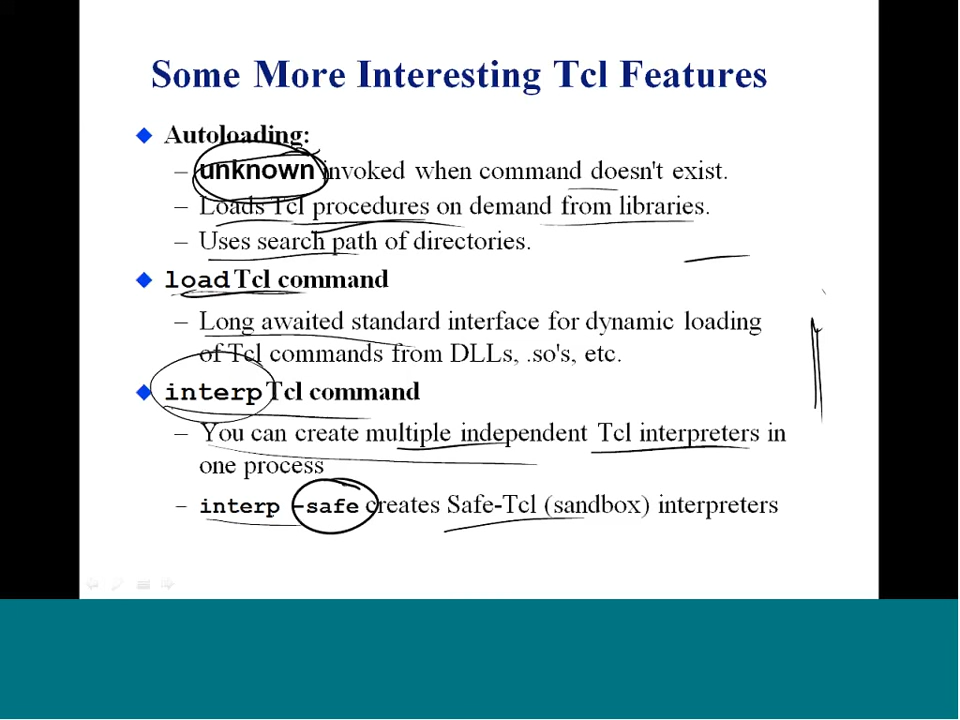 Some More Interesting Tcl Features
Autoloading:
– unknown invoked when command doesn't exist.
– Loads Tcl procedures on demand from libraries.
– Uses search path of directories.
load Tcl command
– Long awaited standard interface for dynamic loading
of Tcl commands from DLLs, .so's, etc.
interp Tcl command
– You can create multiple independent Tcl interpreters in
one process
– interp –safe creates Safe-Tcl (sandbox) interpreters